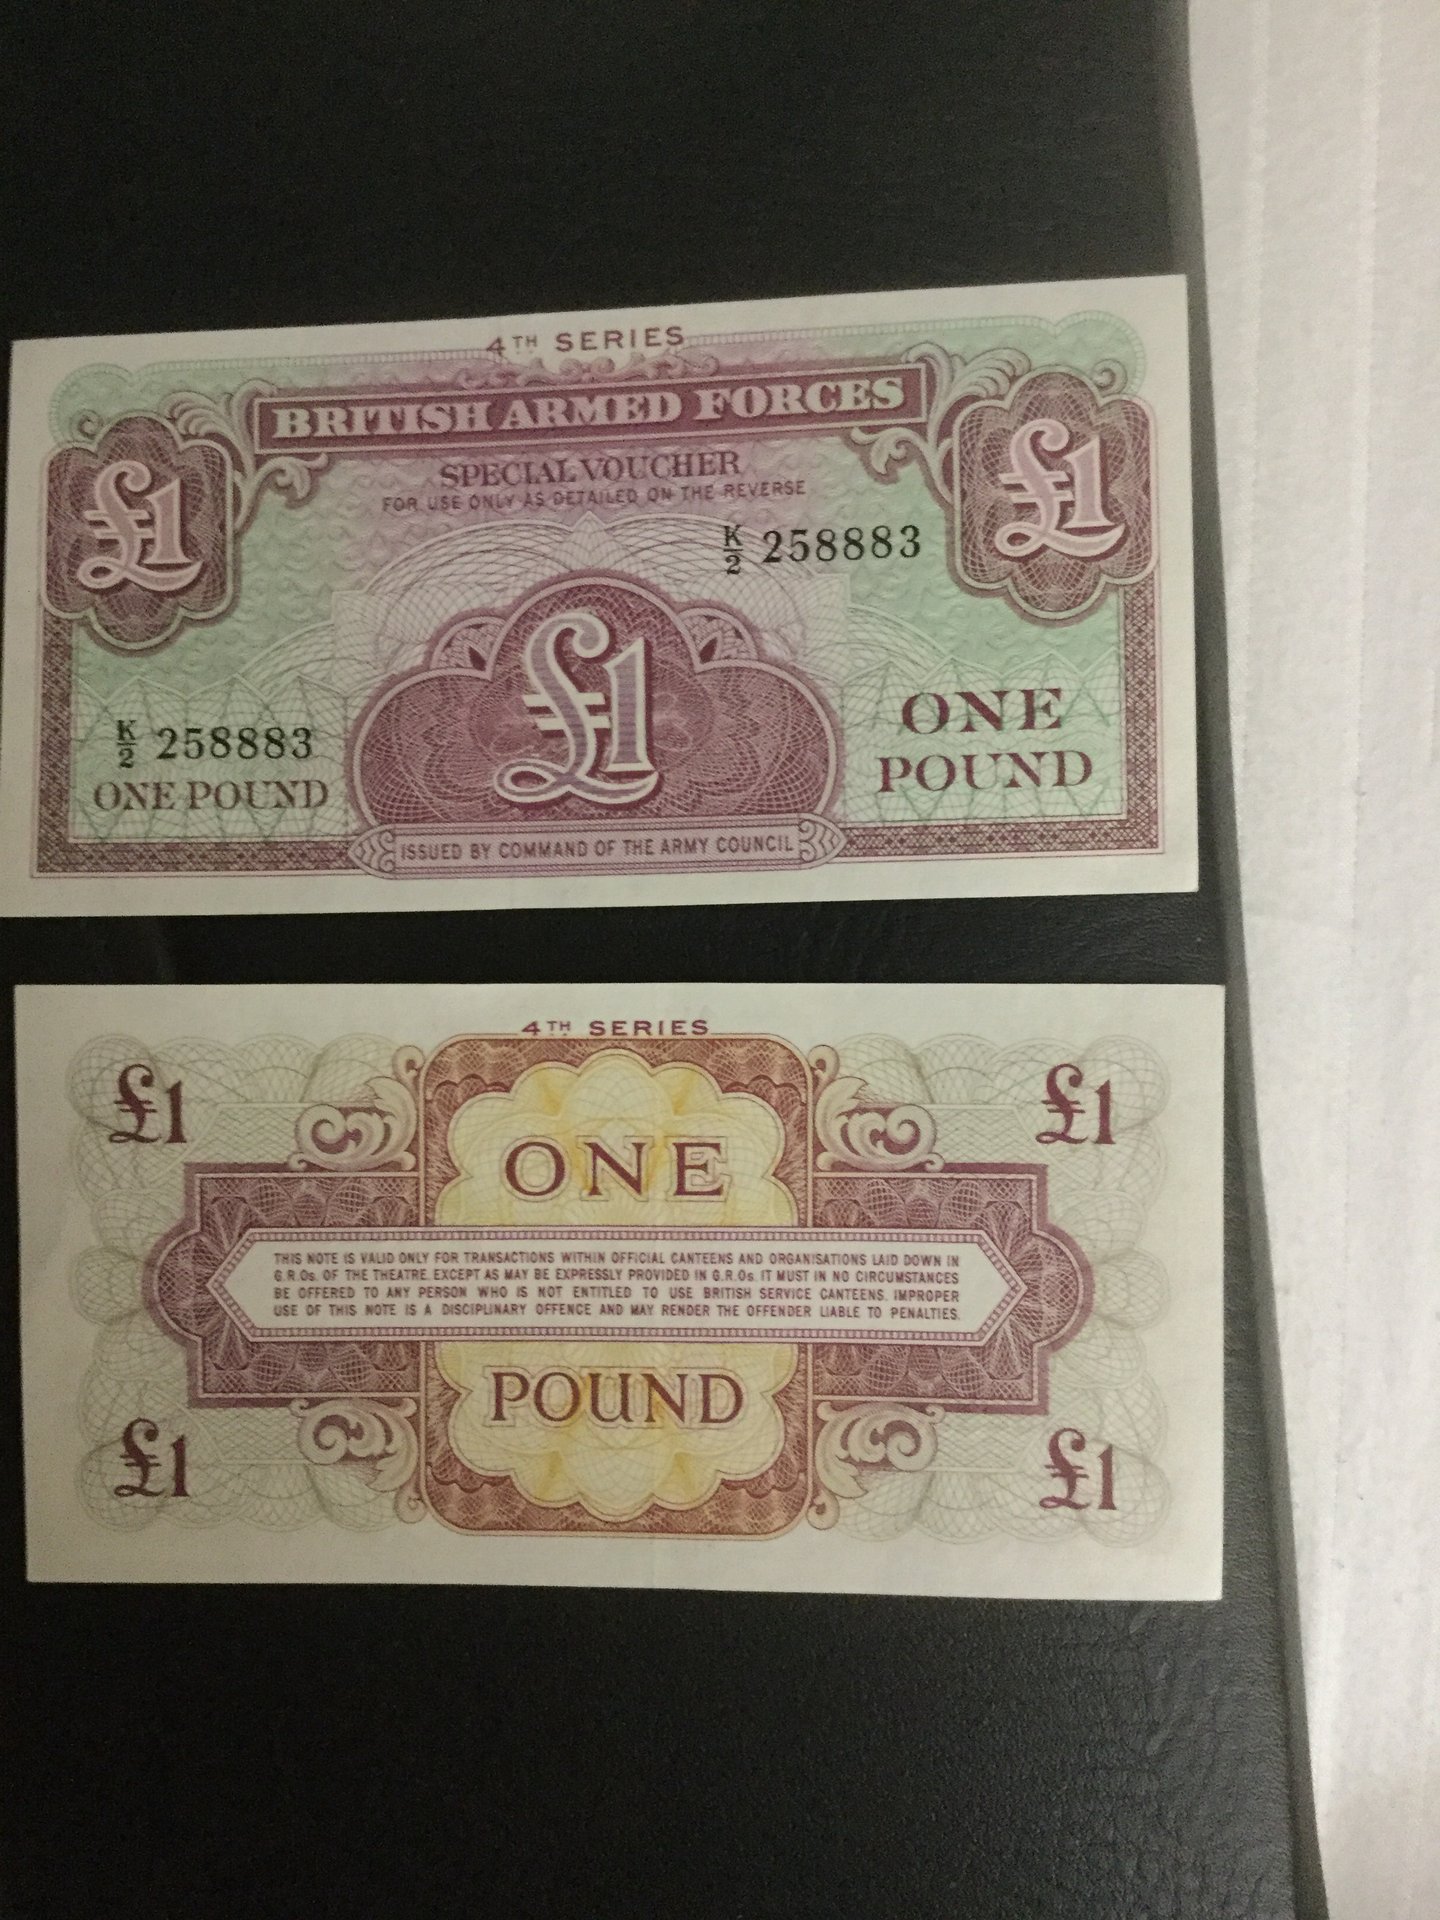 4TH SERIES
BRITISH ARMED FORCES
£1
£1
SPECIAL VOUCHER
FOR USE ONLY AS DETAILED ON THE REVERSE
K/2 258883
£1
K/2 258883
ONE POUND
ONE
POUND
ISSUED BY COMMAND OF THE ARMY COUNCIL
4TH SERIES
£1
£1
ONE
THIS NOTE IS VALID ONLY FOR TRANSACTIONS WITHIN OFFICIAL CANTEENS AND ORGANISATIONS LAID DOWN IN
G.R.Os. OF THE THEATRE. EXCEPT AS MAY BE EXPRESSLY PROVIDED IN G.R.Os. IT MUST IN NO CIRCUMSTANCES
BE OFFERED TO ANY PERSON WHO IS NOT ENTITLED TO USE BRITISH SERVICE CANTEENS. IMPROPER
USE OF THIS NOTE IS A DISCIPLINARY OFFENCE AND MAY RENDER THE OFFENDER LIABLE TO PENALTIES.
POUND
£1
£1